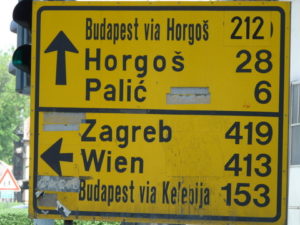 Budapest via Horgoš 212
Horgoš 28
Palić 6
Zagreb 419
Wien 413
Budapest via Kelebija 153